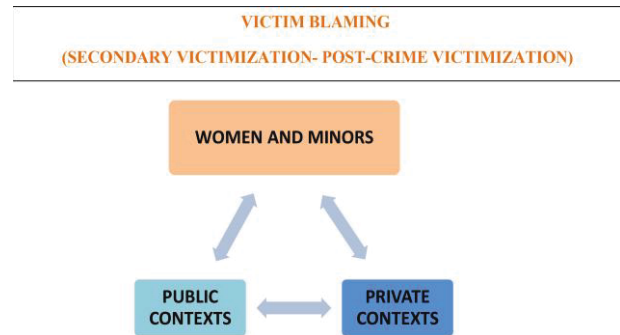 VICTIM BLAMING
(SECONDARY VICTIMIZATION- POST-CRIME VICTIMIZATION)
WOMEN AND MINORS
PUBLIC
CONTEXTS
PRIVATE
CONTEXTS